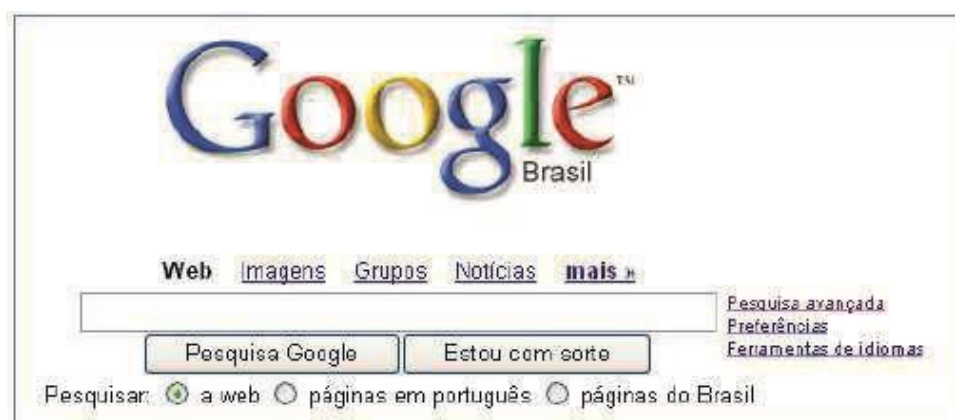 Google™
Brasil
Web Imagens Grupos Notícias mais »
Pesquisa avançada
Preferências
Ferramentas de idiomas
Pesquisa Google Estou com sorte
Pesquisar: a web páginas em português páginas do Brasil